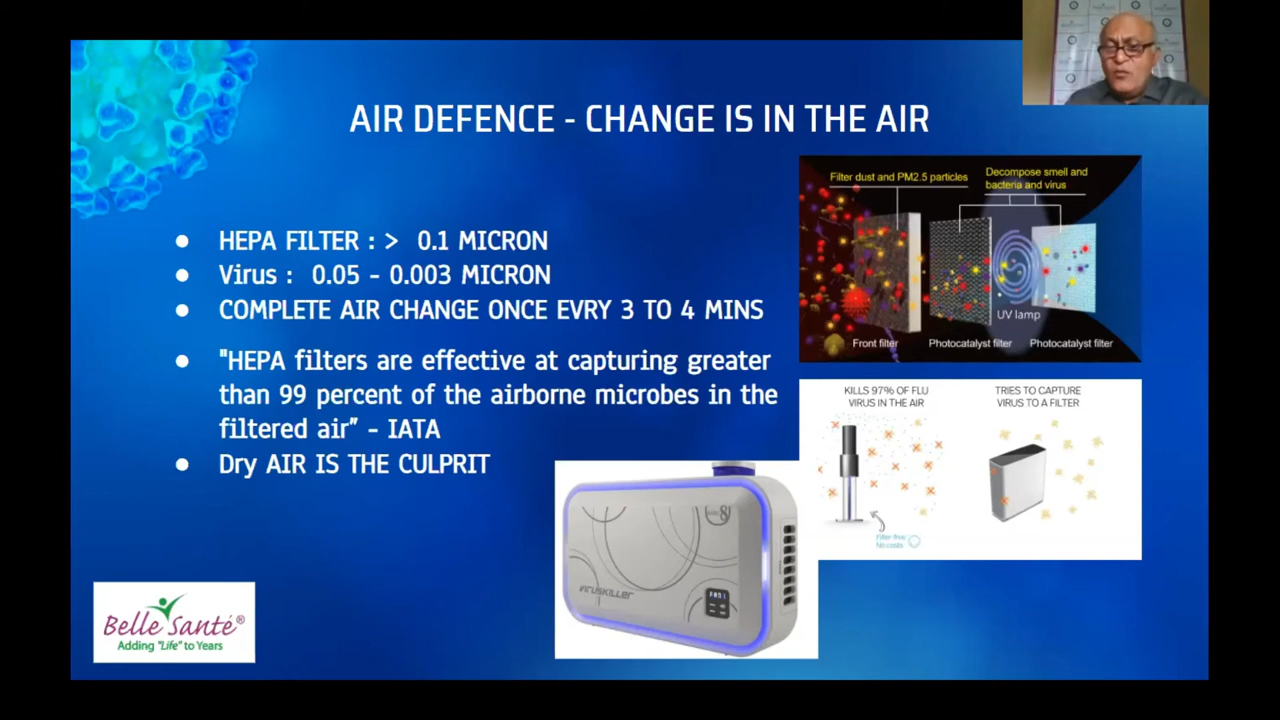 AIR DEFENCE - CHANGE IS IN THE AIR
HEPA FILTER : > 0.1 MICRON
Virus : 0.05 - 0.003 MICRON
COMPLETE AIR CHANGE ONCE EVRY 3 TO 4 MINS
"HEPA filters are effective at capturing greater
than 99 percent of the airborne microbes in the
filtered air” - IATA
Dry AIR IS THE CULPRIT
Filter dust and PM2.5 particles
Decompose smell and
bacteria and virus
UV lamp
Front filter
Photocatalyst filter
Photocatalyst filter
KILLS 97% OF FLU
VIRUS IN THE AIR
TRIES TO CAPTURE
VIRUS TO A FILTER
Filter-free
No costs
VIRUSKILLER
Belle Santé®
Adding "Life" to Years